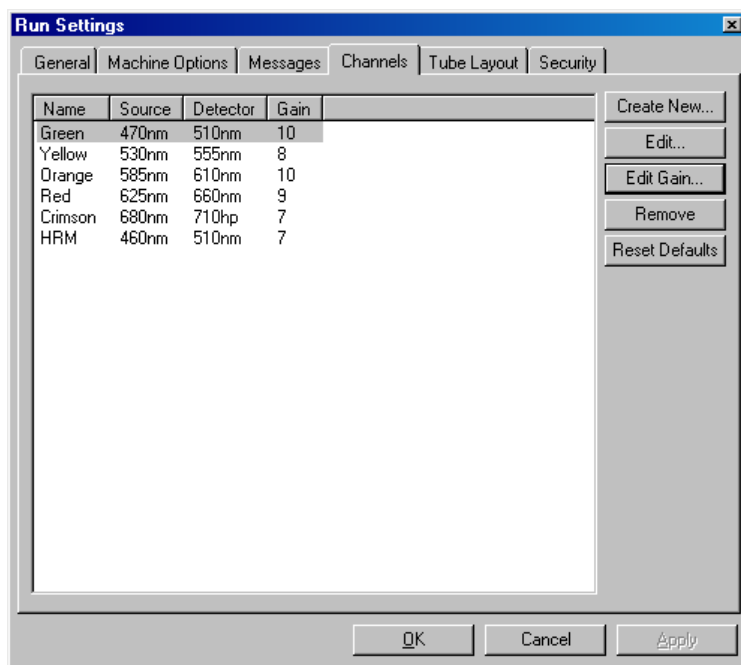 Run Settings
General Machine Options Messages Channels Tube Layout Security
Name Source Detector Gain
Green 470nm 510nm 10
Yellow 530nm 555nm 8
Orange 585nm 610nm 10
Red 625nm 660nm 9
Crimson 680nm 710hp 7
HRM 460nm 510nm 7
Create New...
Edit...
Edit Gain...
Remove
Reset Defaults
OK Cancel Apply